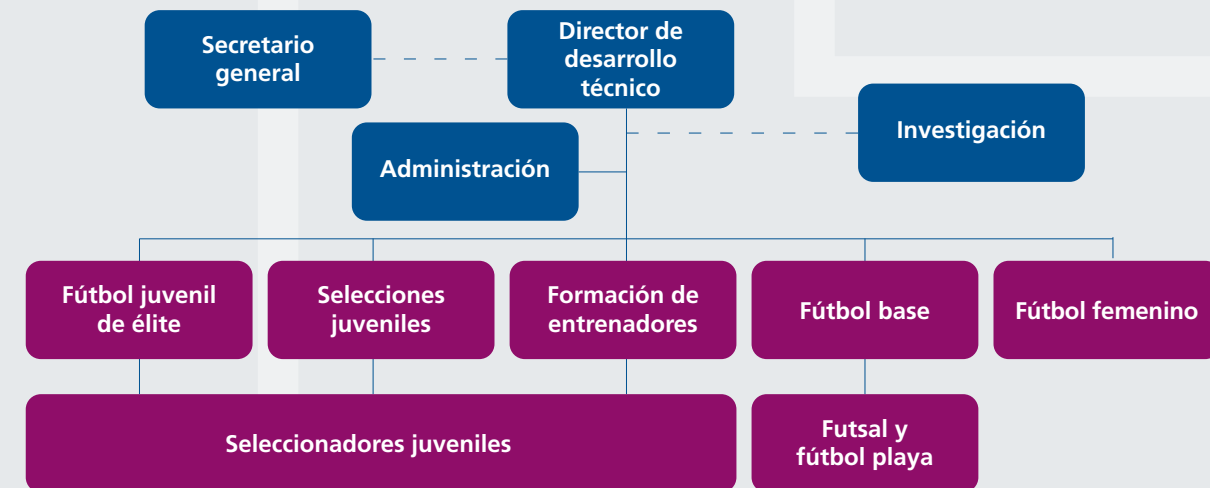 Secretario
general
Director de
desarrollo
técnico
Investigación
Administración
Fútbol juvenil
de élite
Selecciones
juveniles
Formación de
entrenadores
Fútbol base
Fútbol femenino
Seleccionadores juveniles
Futsal y
fútbol playa